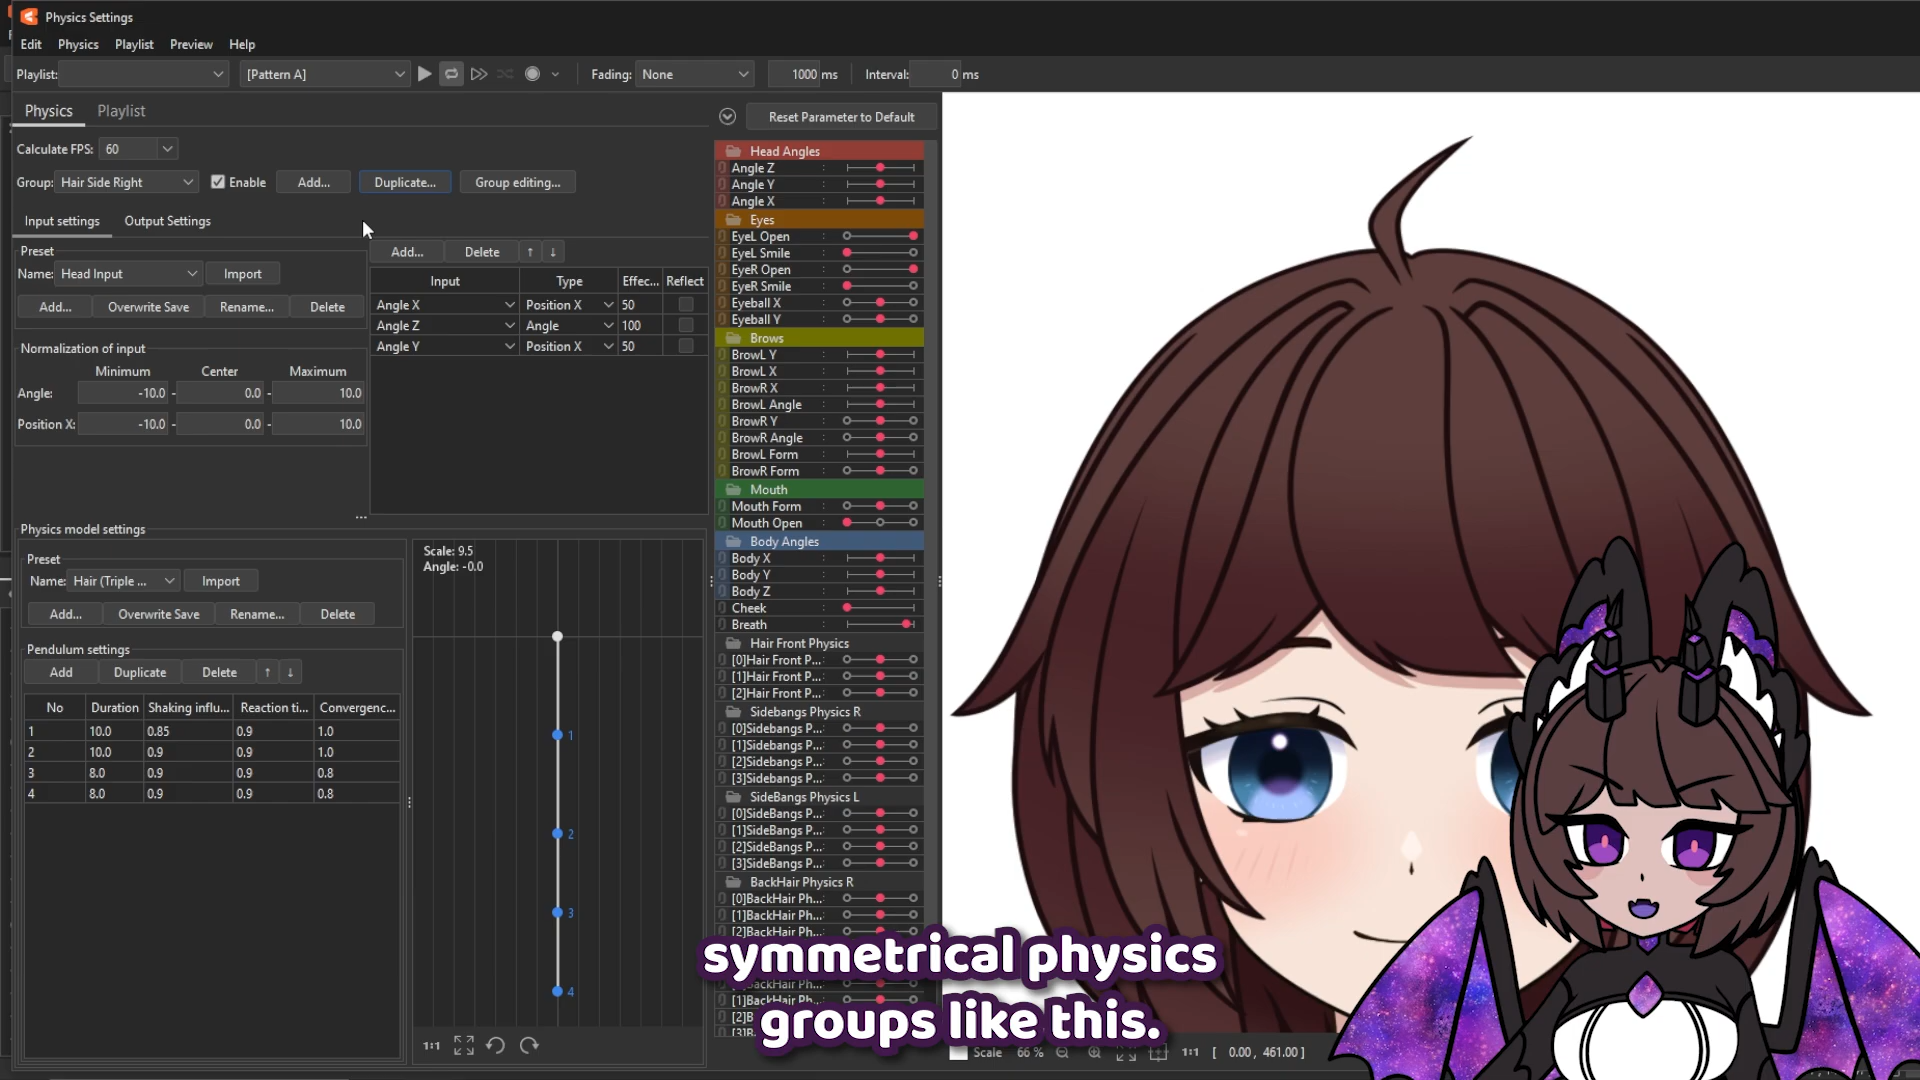 Physics Settings
Edit Physics Playlist Preview Help
Playlist: [Pattern A] Fading: None 1000 ms Interval: 0 ms
Physics Playlist
Calculate FPS: 60
Group: Hair Side Right Enable Add... Duplicate... Group editing...
Input settings Output Settings
Preset
Name: Head Input Import
Add... Overwrite Save Rename... Delete
Normalization of input
Minimum Center Maximum
Angle: -10.0 - 0.0 - 10.0
Position X: -10.0 - 0.0 - 10.0
Add... Delete ↑ ↓
Input Type Effec... Reflect
Angle X Position X 50
Angle Z Angle 100
Angle Y Position X 50
Physics model settings
Preset
Name: Hair (Triple ... Import
Add... Overwrite Save Rename... Delete
Pendulum settings
Add Duplicate Delete ↑ ↓
No Duration Shaking influ... Reaction ti... Convergenc...
1 10.0 0.85 0.9 1.0
2 10.0 0.9 0.9 1.0
3 8.0 0.9 0.9 0.8
4 8.0 0.9 0.9 0.8
Scale: 9.5
Angle: -0.0
1
2
3
4
1:1
Reset Parameter to Default
Head Angles
Angle Z :
Angle Y :
Angle X :
Eyes
EyeL Open :
EyeL Smile :
EyeR Open :
EyeR Smile :
Eyeball X :
Eyeball Y :
Brows
BrowL Y :
BrowL X :
BrowR X :
BrowL Angle :
BrowR Y :
BrowR Angle :
BrowL Form :
BrowR Form :
Mouth
Mouth Form :
Mouth Open :
Body Angles
Body X :
Body Y :
Body Z :
Cheek :
Breath :
Hair Front Physics
[0]Hair Front P... :
[1]Hair Front P... :
[2]Hair Front P... :
Sidebangs Physics R
[0]Sidebangs P... :
[1]Sidebangs P... :
[2]Sidebangs P... :
[3]Sidebangs P... :
SideBangs Physics L
[0]SideBangs P... :
[1]SideBangs P... :
[2]SideBangs P... :
[3]SideBangs P... :
BackHair Physics R
[0]BackHair Ph... :
[1]BackHair Ph... :
[2]BackHair Ph...
[1]BackHair Ph...
symmetrical physics
groups like this.
Scale 66 % 1:1 [ 0.00 , 461.00 ]